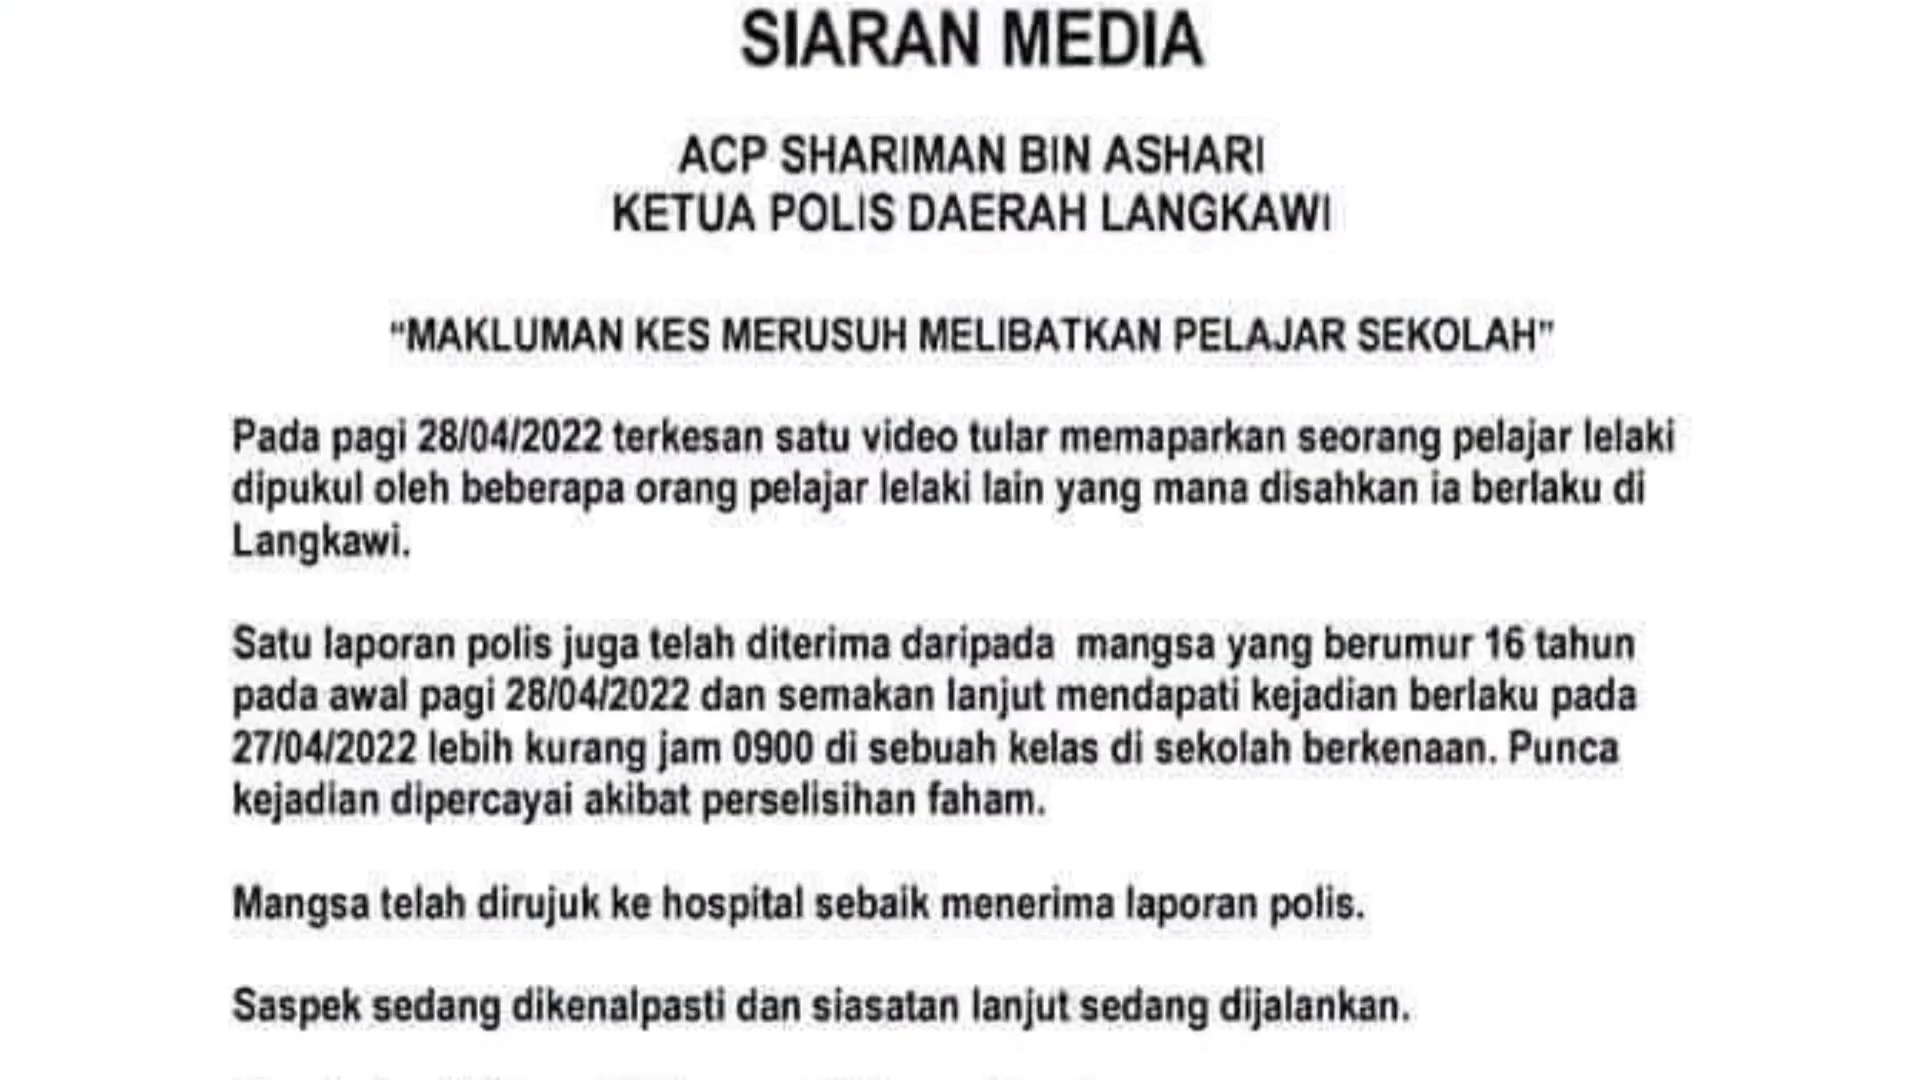 SIARAN MEDIA
ACP SHARIMAN BIN ASHARI
KETUA POLIS DAERAH LANGKAWI
“MAKLUMAN KES MERUSUH MELIBATKAN PELAJAR SEKOLAH”
Pada pagi 28/04/2022 terkesan satu video tular memaparkan seorang pelajar lelaki
dipukul oleh beberapa orang pelajar lelaki lain yang mana disahkan ia berlaku di
Langkawi.
Satu laporan polis juga telah diterima daripada  mangsa yang berumur 16 tahun
pada awal pagi 28/04/2022 dan semakan lanjut mendapati kejadian berlaku pada
27/04/2022 lebih kurang jam 0900 di sebuah kelas di sekolah berkenaan. Punca
kejadian dipercayai akibat perselisihan faham.
Mangsa telah dirujuk ke hospital sebaik menerima laporan polis.
Saspek sedang dikenalpasti dan siasatan lanjut sedang dijalankan.